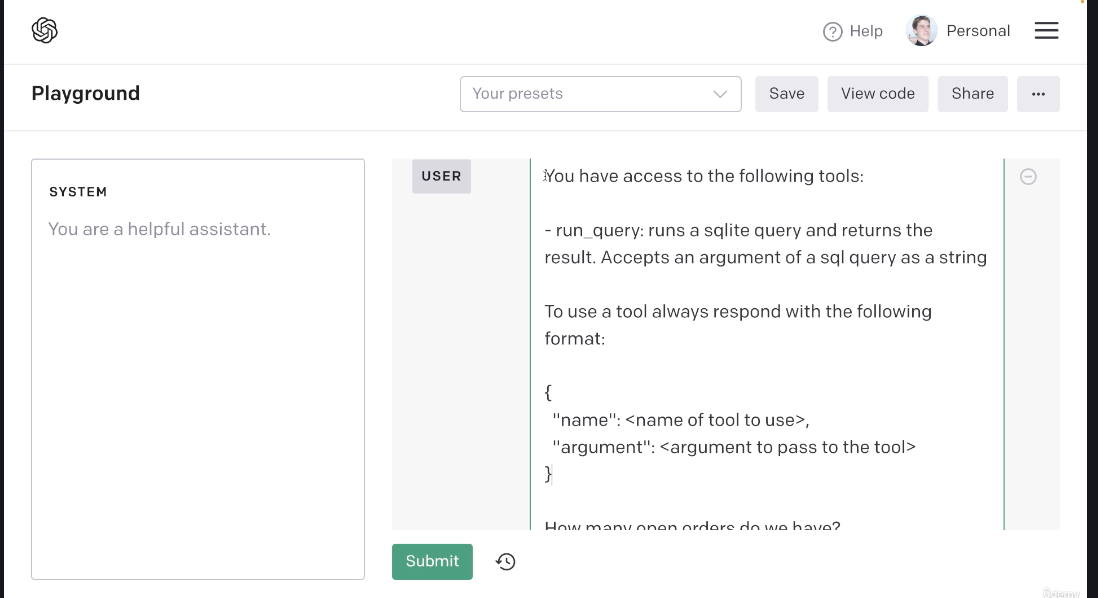 Help
Personal
Playground
Your presets
Save
View code
Share
...
SYSTEM
You are a helpful assistant.
USER
You have access to the following tools:
- run_query: runs a sqlite query and returns the
result. Accepts an argument of a sql query as a string
To use a tool always respond with the following
format:
{
"name": <name of tool to use>,
"argument": <argument to pass to the tool>
}
How many open orders do we have?
Submit
Udemy